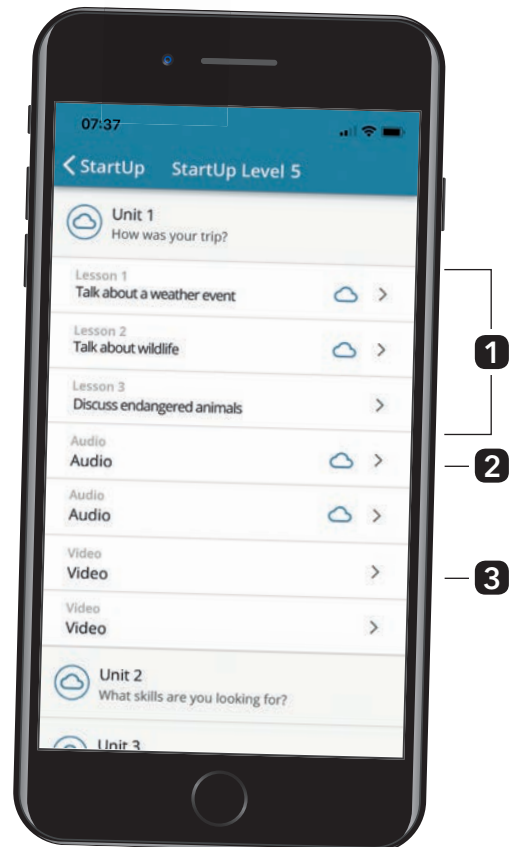 07:37
StartUp StartUp Level 5
Unit 1
How was your trip?
Lesson 1
Talk about a weather event
Lesson 2
Talk about wildlife
Lesson 3
Discuss endangered animals
Audio
Audio
Audio
Audio
Video
Video
Video
Video
Unit 2
What skills are you looking for?
Unit 3
1
2
3